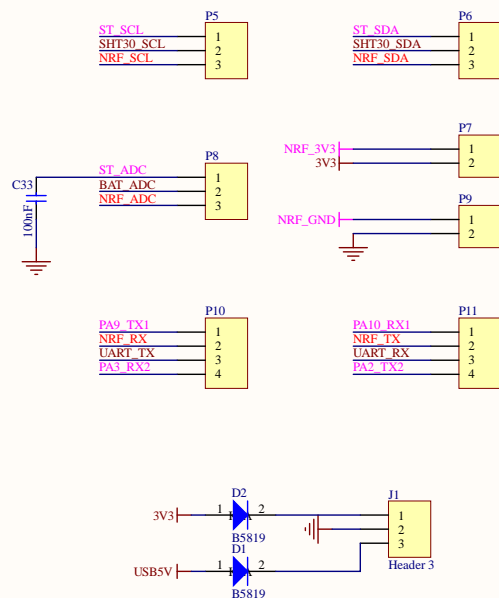 P5
ST_SCL 1
SHT30_SCL 2
NRF_SCL 3
P6
ST_SDA 1
SHT30_SDA 2
NRF_SDA 3
P7
NRF_3V3 1
3V3 2
P8
ST_ADC 1
BAT_ADC 2
NRF_ADC 3
C33
100nF
P9
NRF_GND 1
2
P10
PA9_TX1 1
NRF_RX 2
UART_TX 3
PA3_RX2 4
P11
PA10_RX1 1
NRF_TX 2
UART_RX 3
PA2_TX2 4
D2
3V3 1 K A 2
B5819
D1
USB5V 1 K A 2
B5819
J1
1
2
3
Header 3